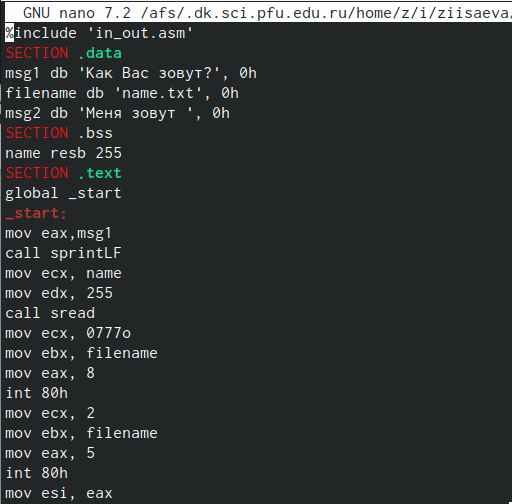 GNU nano 7.2 /afs/.dk.sci.pfu.edu.ru/home/z/i/ziisaeva/
%include 'in_out.asm'
SECTION .data
msg1 db 'Как Вас зовут?', 0h
filename db 'name.txt', 0h
msg2 db 'Меня зовут ', 0h
SECTION .bss
name resb 255
SECTION .text
global _start
_start:
mov eax,msg1
call sprintLF
mov ecx, name
mov edx, 255
call sread
mov ecx, 0777o
mov ebx, filename
mov eax, 8
int 80h
mov ecx, 2
mov ebx, filename
mov eax, 5
int 80h
mov esi, eax